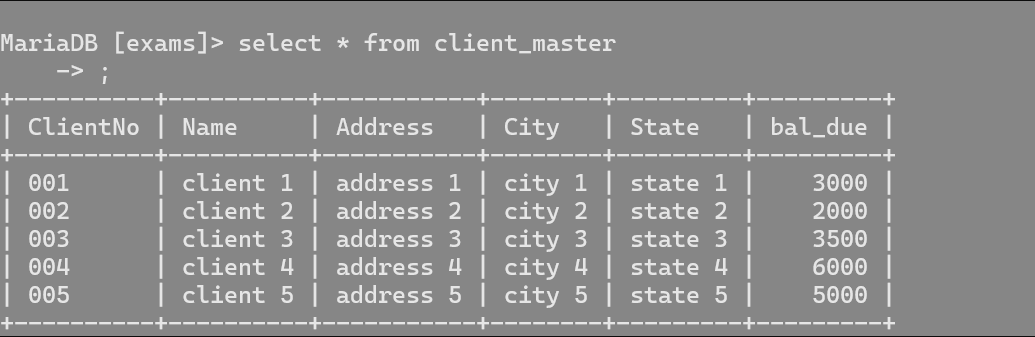 MariaDB [exams]> select * from client_master
    -> ;
+----------+----------+-----------+--------+---------+---------+
| ClientNo | Name     | Address   | City   | State   | bal_due |
+----------+----------+-----------+--------+---------+---------+
| 001      | client 1 | address 1 | city 1 | state 1 |    3000 |
| 002      | client 2 | address 2 | city 2 | state 2 |    2000 |
| 003      | client 3 | address 3 | city 3 | state 3 |    3500 |
| 004      | client 4 | address 4 | city 4 | state 4 |    6000 |
| 005      | client 5 | address 5 | city 5 | state 5 |    5000 |
+----------+----------+-----------+--------+---------+---------+